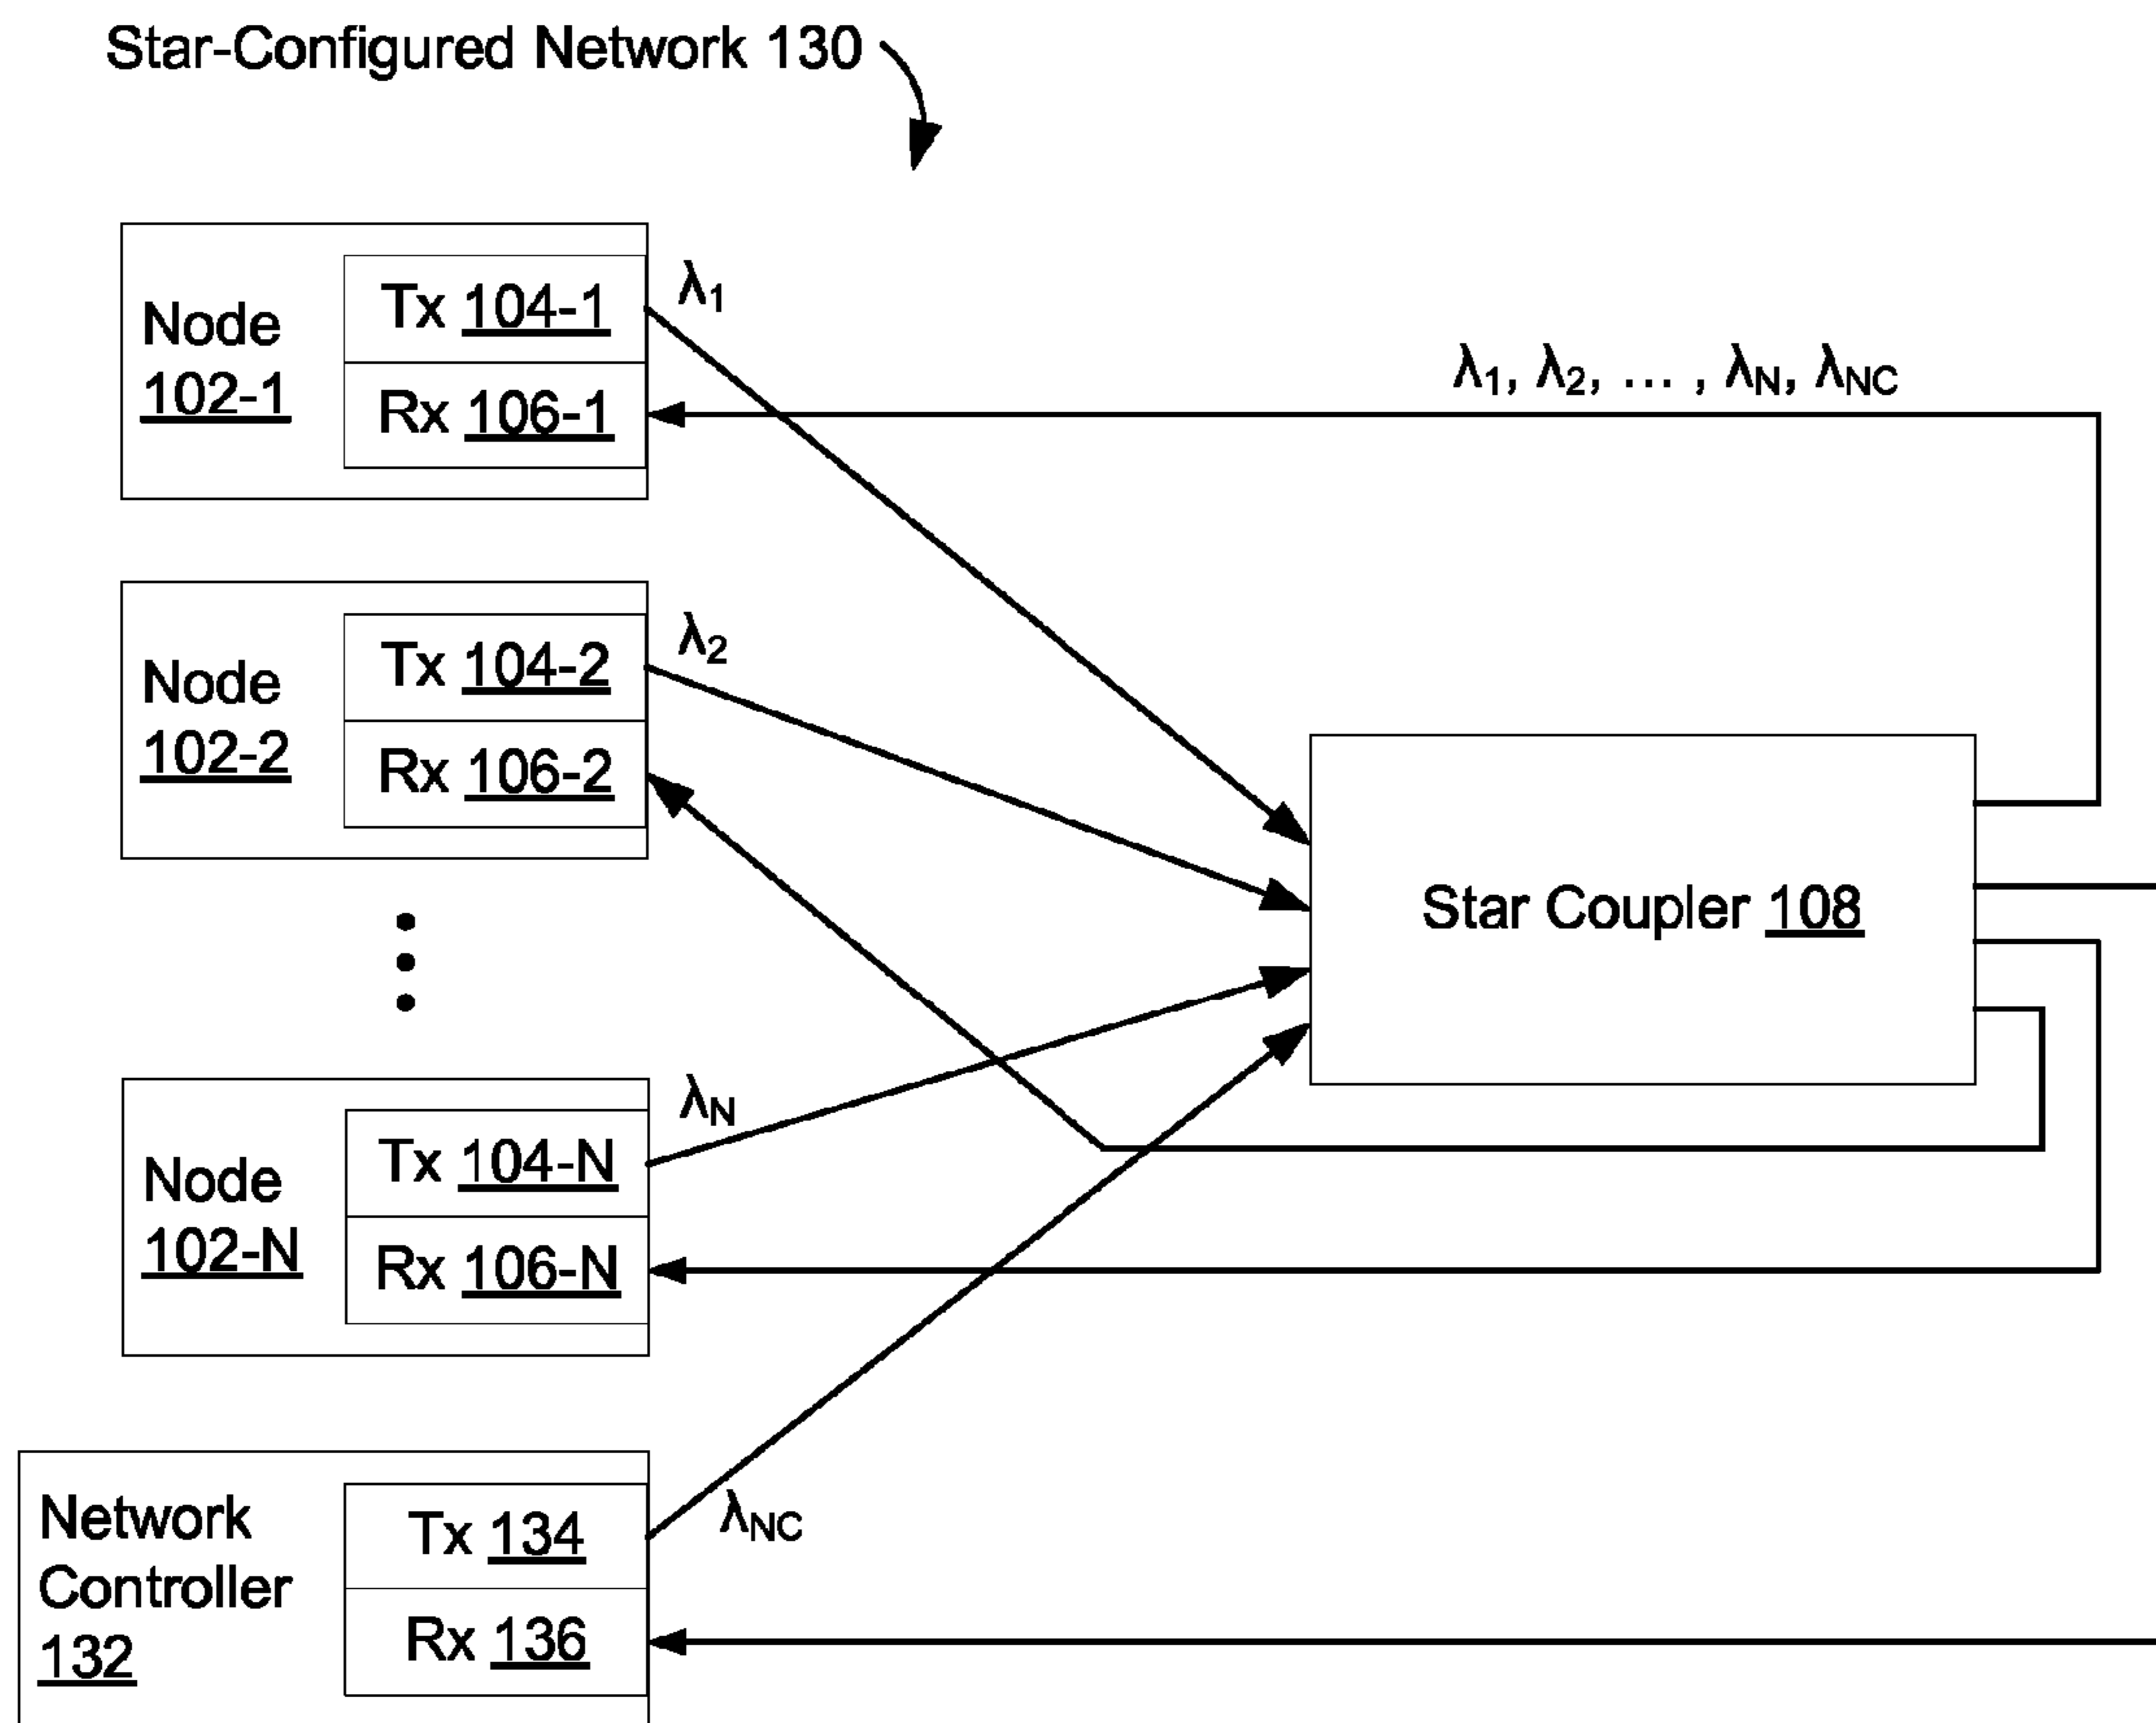 Star-Configured Network 130
Node
102-1
Tx 104-1
Rx 106-1
λ1
λ1, λ2, ... , λN, λNC
Node
102-2
Tx 104-2
Rx 106-2
λ2
Star Coupler 108
Node
102-N
Tx 104-N
Rx 106-N
λN
Network
Controller
132
Tx 134
Rx 136
λNC